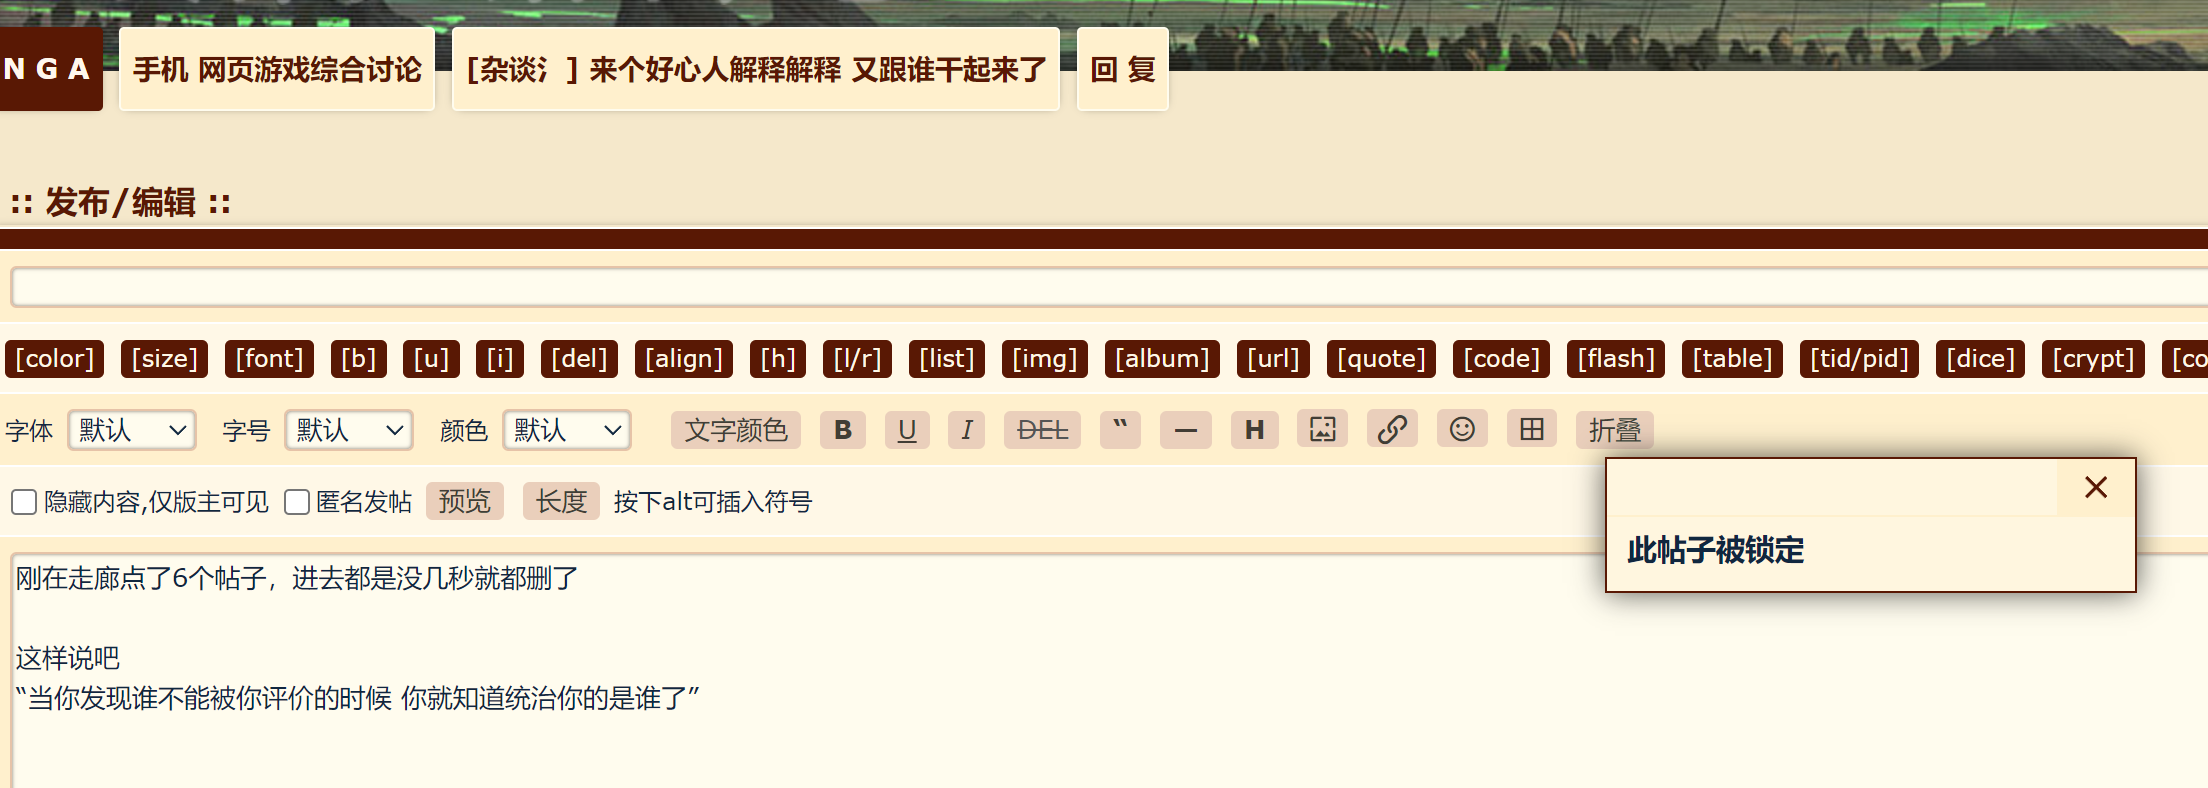 NGA
手机 网页游戏综合讨论
[杂谈氵] 来个好心人解释解释 又跟谁干起来了
回 复
:: 发布/编辑 ::
[color] [size] [font] [b] [u] [i] [del] [align] [h] [l/r] [list] [img] [album] [url] [quote] [code] [flash] [table] [tid/pid] [dice] [crypt] [co
字体 默认 字号 默认 颜色 默认 文字颜色 B U I DEL “ — H 折叠
隐藏内容,仅版主可见 匿名发帖 预览 长度 按下alt可插入符号
此帖子被锁定
刚在走廊点了6个帖子，进去都是没几秒就都删了
这样说吧
“当你发现谁不能被你评价的时候 你就知道统治你的是谁了”